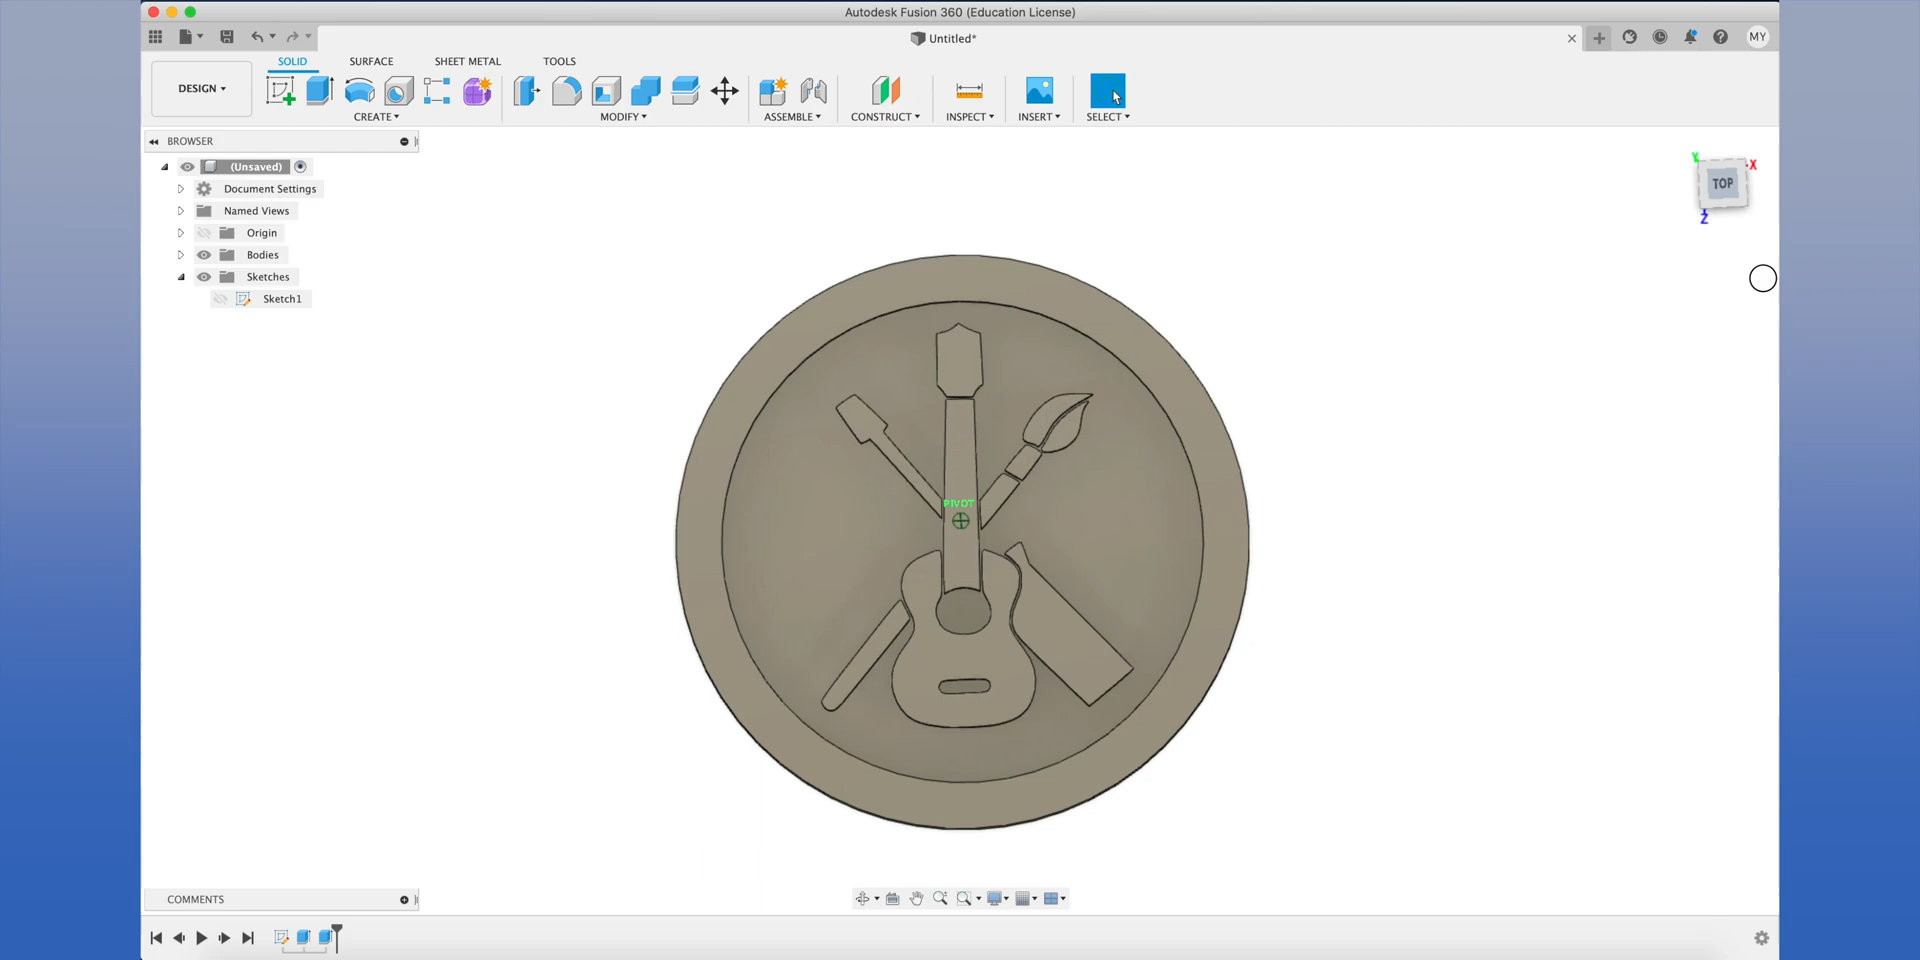 Autodesk Fusion 360 (Education License)
Untitled*
MY
DESIGN
SOLID
SURFACE
SHEET METAL
TOOLS
CREATE
MODIFY
ASSEMBLE
CONSTRUCT
INSPECT
INSERT
SELECT
BROWSER
(Unsaved)
Document Settings
Named Views
Origin
Bodies
Sketches
Sketch1
Y
X
TOP
Z
PIVOT
COMMENTS